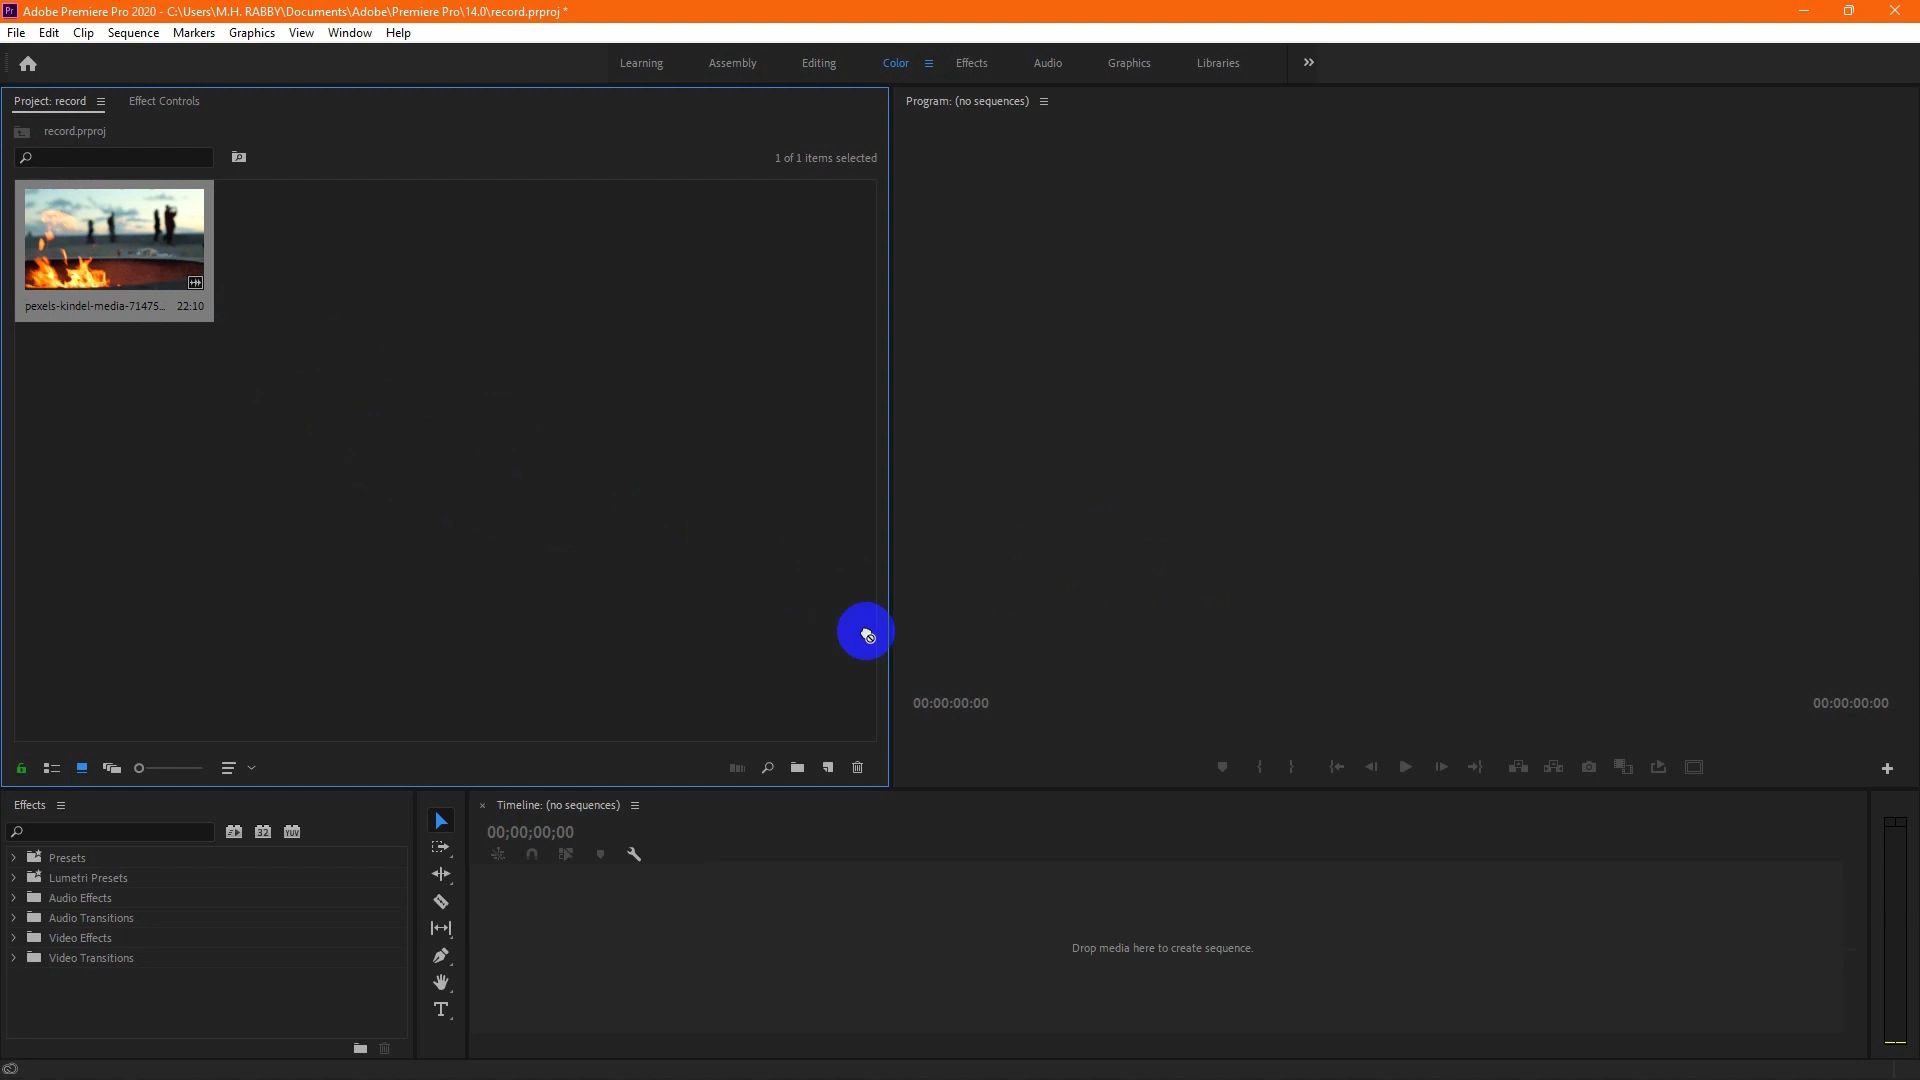 Adobe Premiere Pro 2020 - C:\Users\M.H. RABBY\Documents\Adobe\Premiere Pro\14.0\record.prproj *
File Edit Clip Sequence Markers Graphics View Window Help
Learning Assembly Editing Color Effects Audio Graphics Libraries
Project: record Effect Controls
Program: (no sequences)
record.prproj
1 of 1 items selected
pexels-kindel-media-71475... 22:10
00:00:00:00 00:00:00:00
Effects
Timeline: (no sequences)
00;00;00;00
32 YUV
Presets
Lumetri Presets
Audio Effects
Audio Transitions
Video Effects
Video Transitions
Drop media here to create sequence.